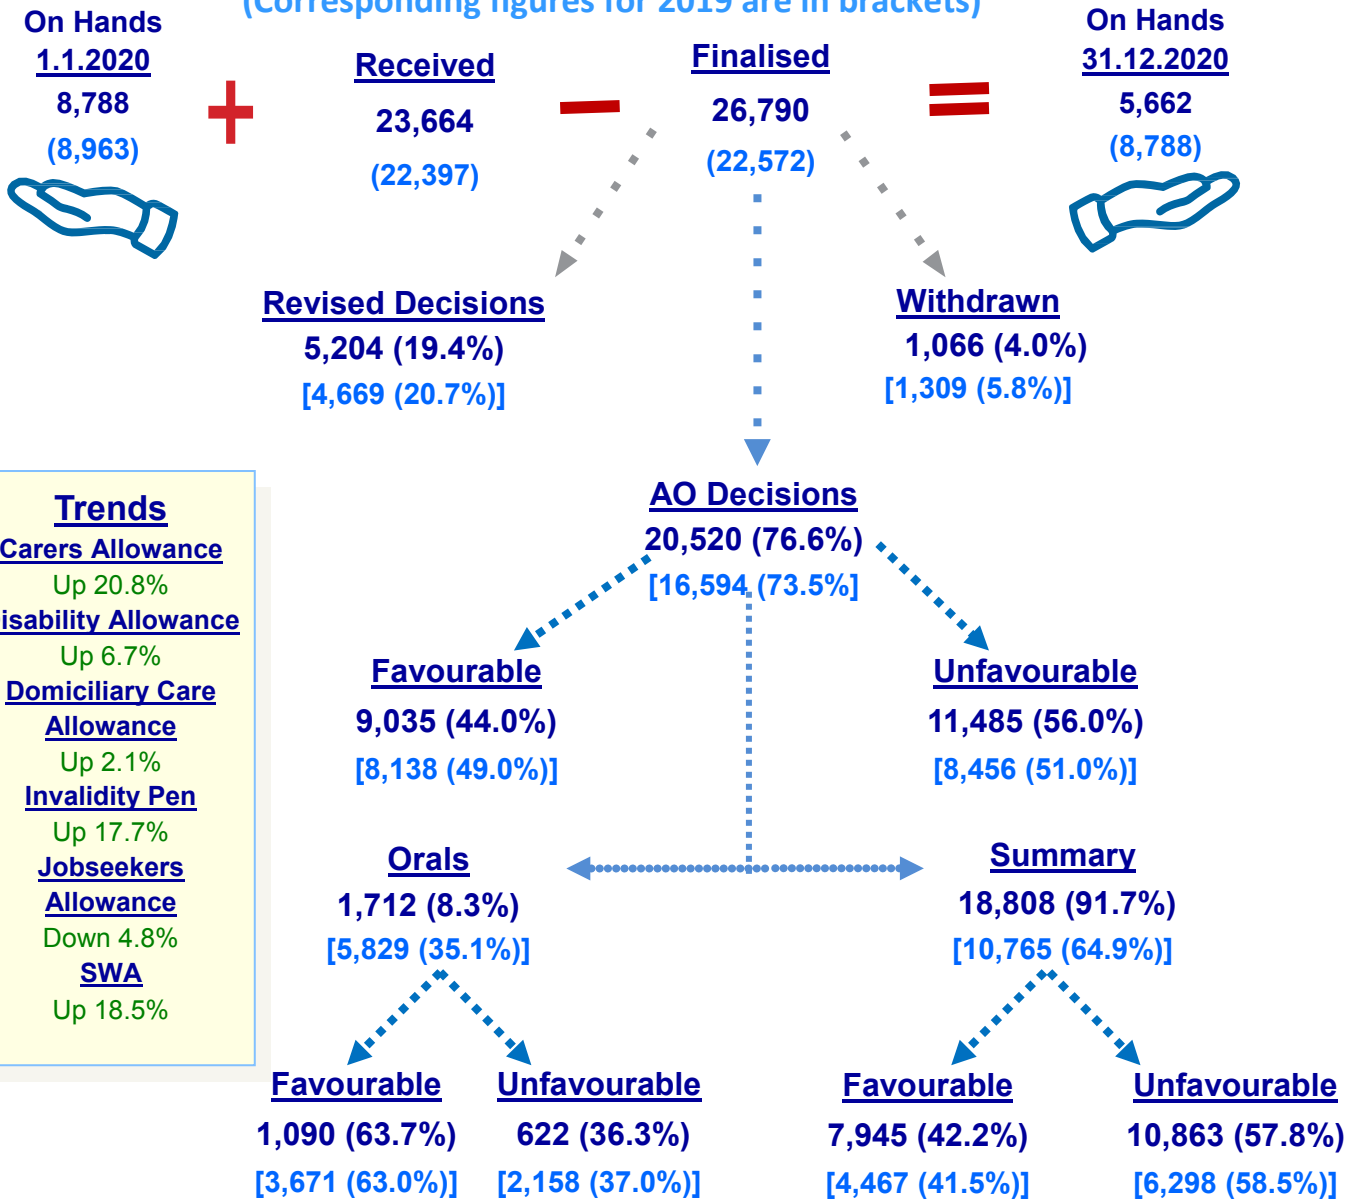 (Corresponding figures for 2019 are in brackets)
On Hands
1.1.2020
8,788
(8,963)
+
Received
23,664
(22,397)
–
Finalised
26,790
(22,572)
=
On Hands
31.12.2020
5,662
(8,788)
Revised Decisions
5,204 (19.4%)
[4,669 (20.7%)]
Withdrawn
1,066 (4.0%)
[1,309 (5.8%)]
AO Decisions
20,520 (76.6%)
[16,594 (73.5%]
Trends
Carers Allowance
Up 20.8%
isability Allowance
Up 6.7%
Domiciliary Care
Allowance
Up 2.1%
Invalidity Pen
Up 17.7%
Jobseekers
Allowance
Down 4.8%
SWA
Up 18.5%
Favourable
9,035 (44.0%)
[8,138 (49.0%)]
Unfavourable
11,485 (56.0%)
[8,456 (51.0%)]
Orals
1,712 (8.3%)
[5,829 (35.1%)]
Summary
18,808 (91.7%)
[10,765 (64.9%)]
Favourable
1,090 (63.7%)
[3,671 (63.0%)]
Unfavourable
622 (36.3%)
[2,158 (37.0%)]
Favourable
7,945 (42.2%)
[4,467 (41.5%)]
Unfavourable
10,863 (57.8%)
[6,298 (58.5%)]